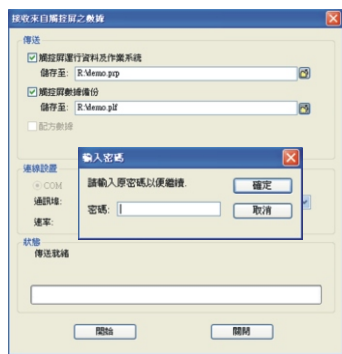 接收來自觸控屏之數據
傳送
觸控屏運行資料及作業系統
儲存至: R:\demo.prp
觸控屏數據備份
儲存至: R:\demo.plf
配方數據
輸入密碼
請輸入原密碼以便繼續.
密碼:
確定
取消
連線設置
COM
通訊埠:
速率:
狀態
傳送就緒
開始
關閉